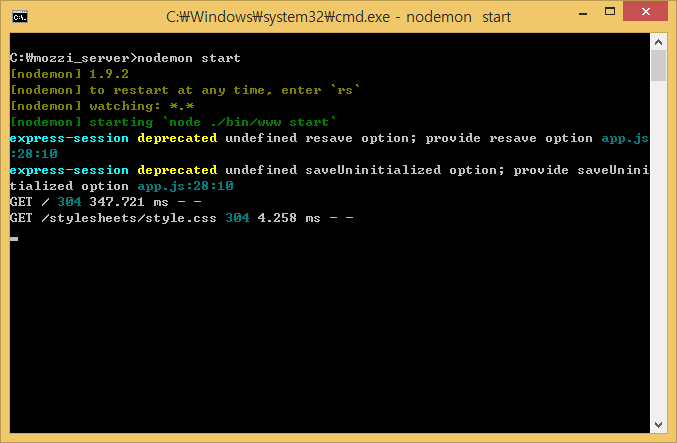 C:\Windows\system32\cmd.exe - nodemon  start
C:₩mozzi_server>nodemon start
[nodemon] 1.9.2
[nodemon] to restart at any time, enter `rs`
[nodemon] watching: *.*
[nodemon] starting `node ./bin/www start`
express-session deprecated undefined resave option; provide resave option app.js
:28:10
express-session deprecated undefined saveUninitialized option; provide saveUnini
tialized option app.js:28:10
GET / 304 347.721 ms - -
GET /stylesheets/style.css 304 4.258 ms - -